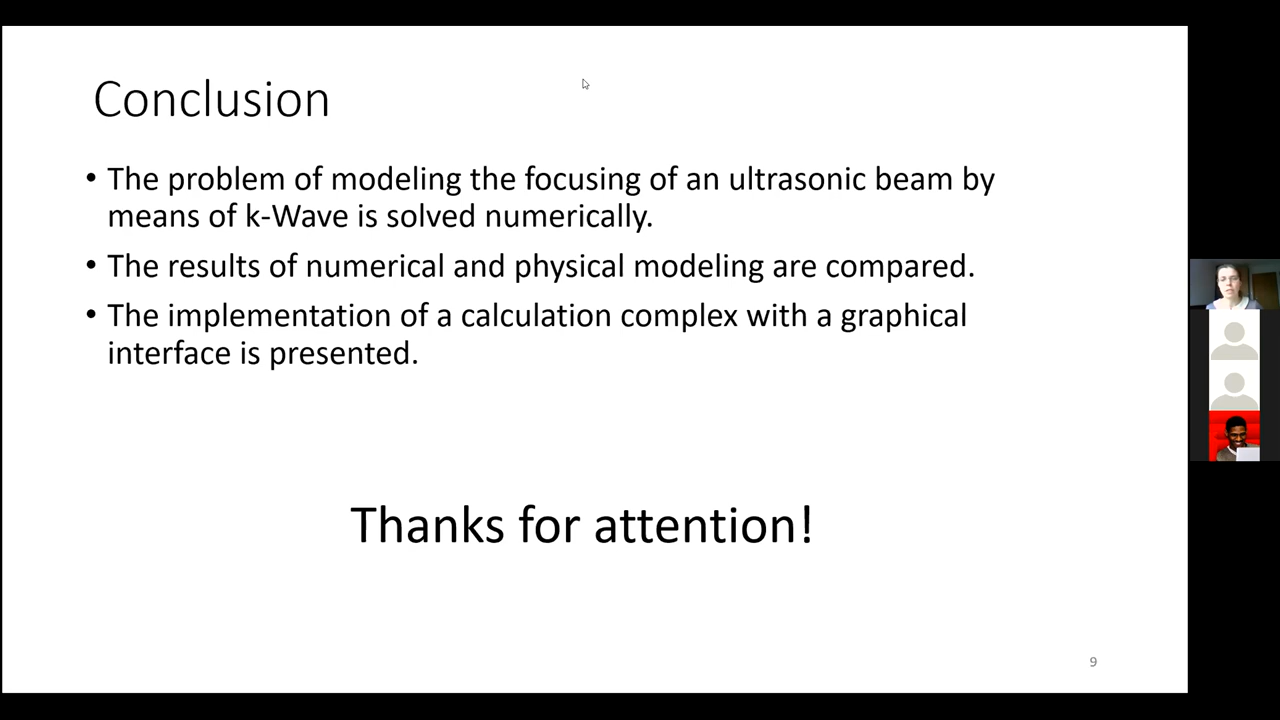 Conclusion
• The problem of modeling the focusing of an ultrasonic beam by
means of k-Wave is solved numerically.
• The results of numerical and physical modeling are compared.
• The implementation of a calculation complex with a graphical
interface is presented.
Thanks for attention!
9